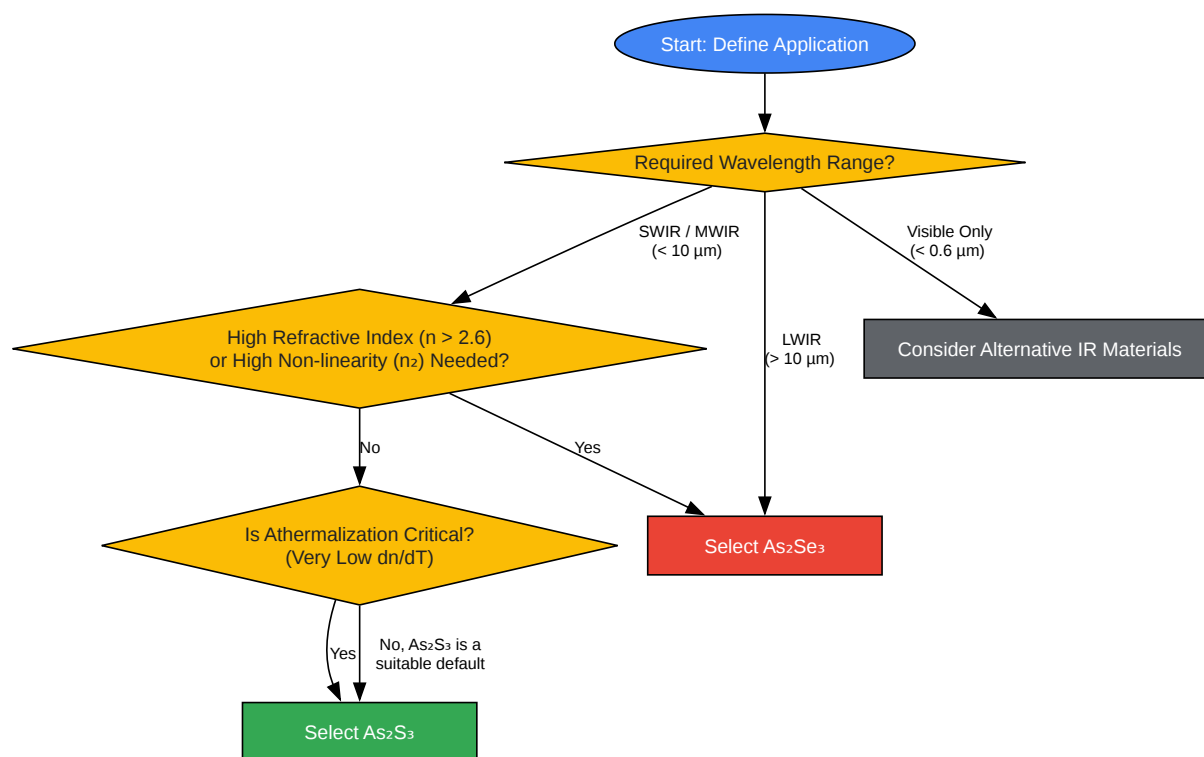 Start: Define Application
Required Wavelength Range?
SWIR / MWIR
(< 10 µm)
Visible Only
(< 0.6 µm)
High Refractive Index (n > 2.6)
or High Non-linearity (n₂) Needed?
LWIR
(> 10 µm)
Consider Alternative IR Materials
No
Yes
Is Athermalization Critical?
(Very Low dn/dT)
Select As₂Se₃
Yes
No, As₂S₃ is a
suitable default
Select As₂S₃